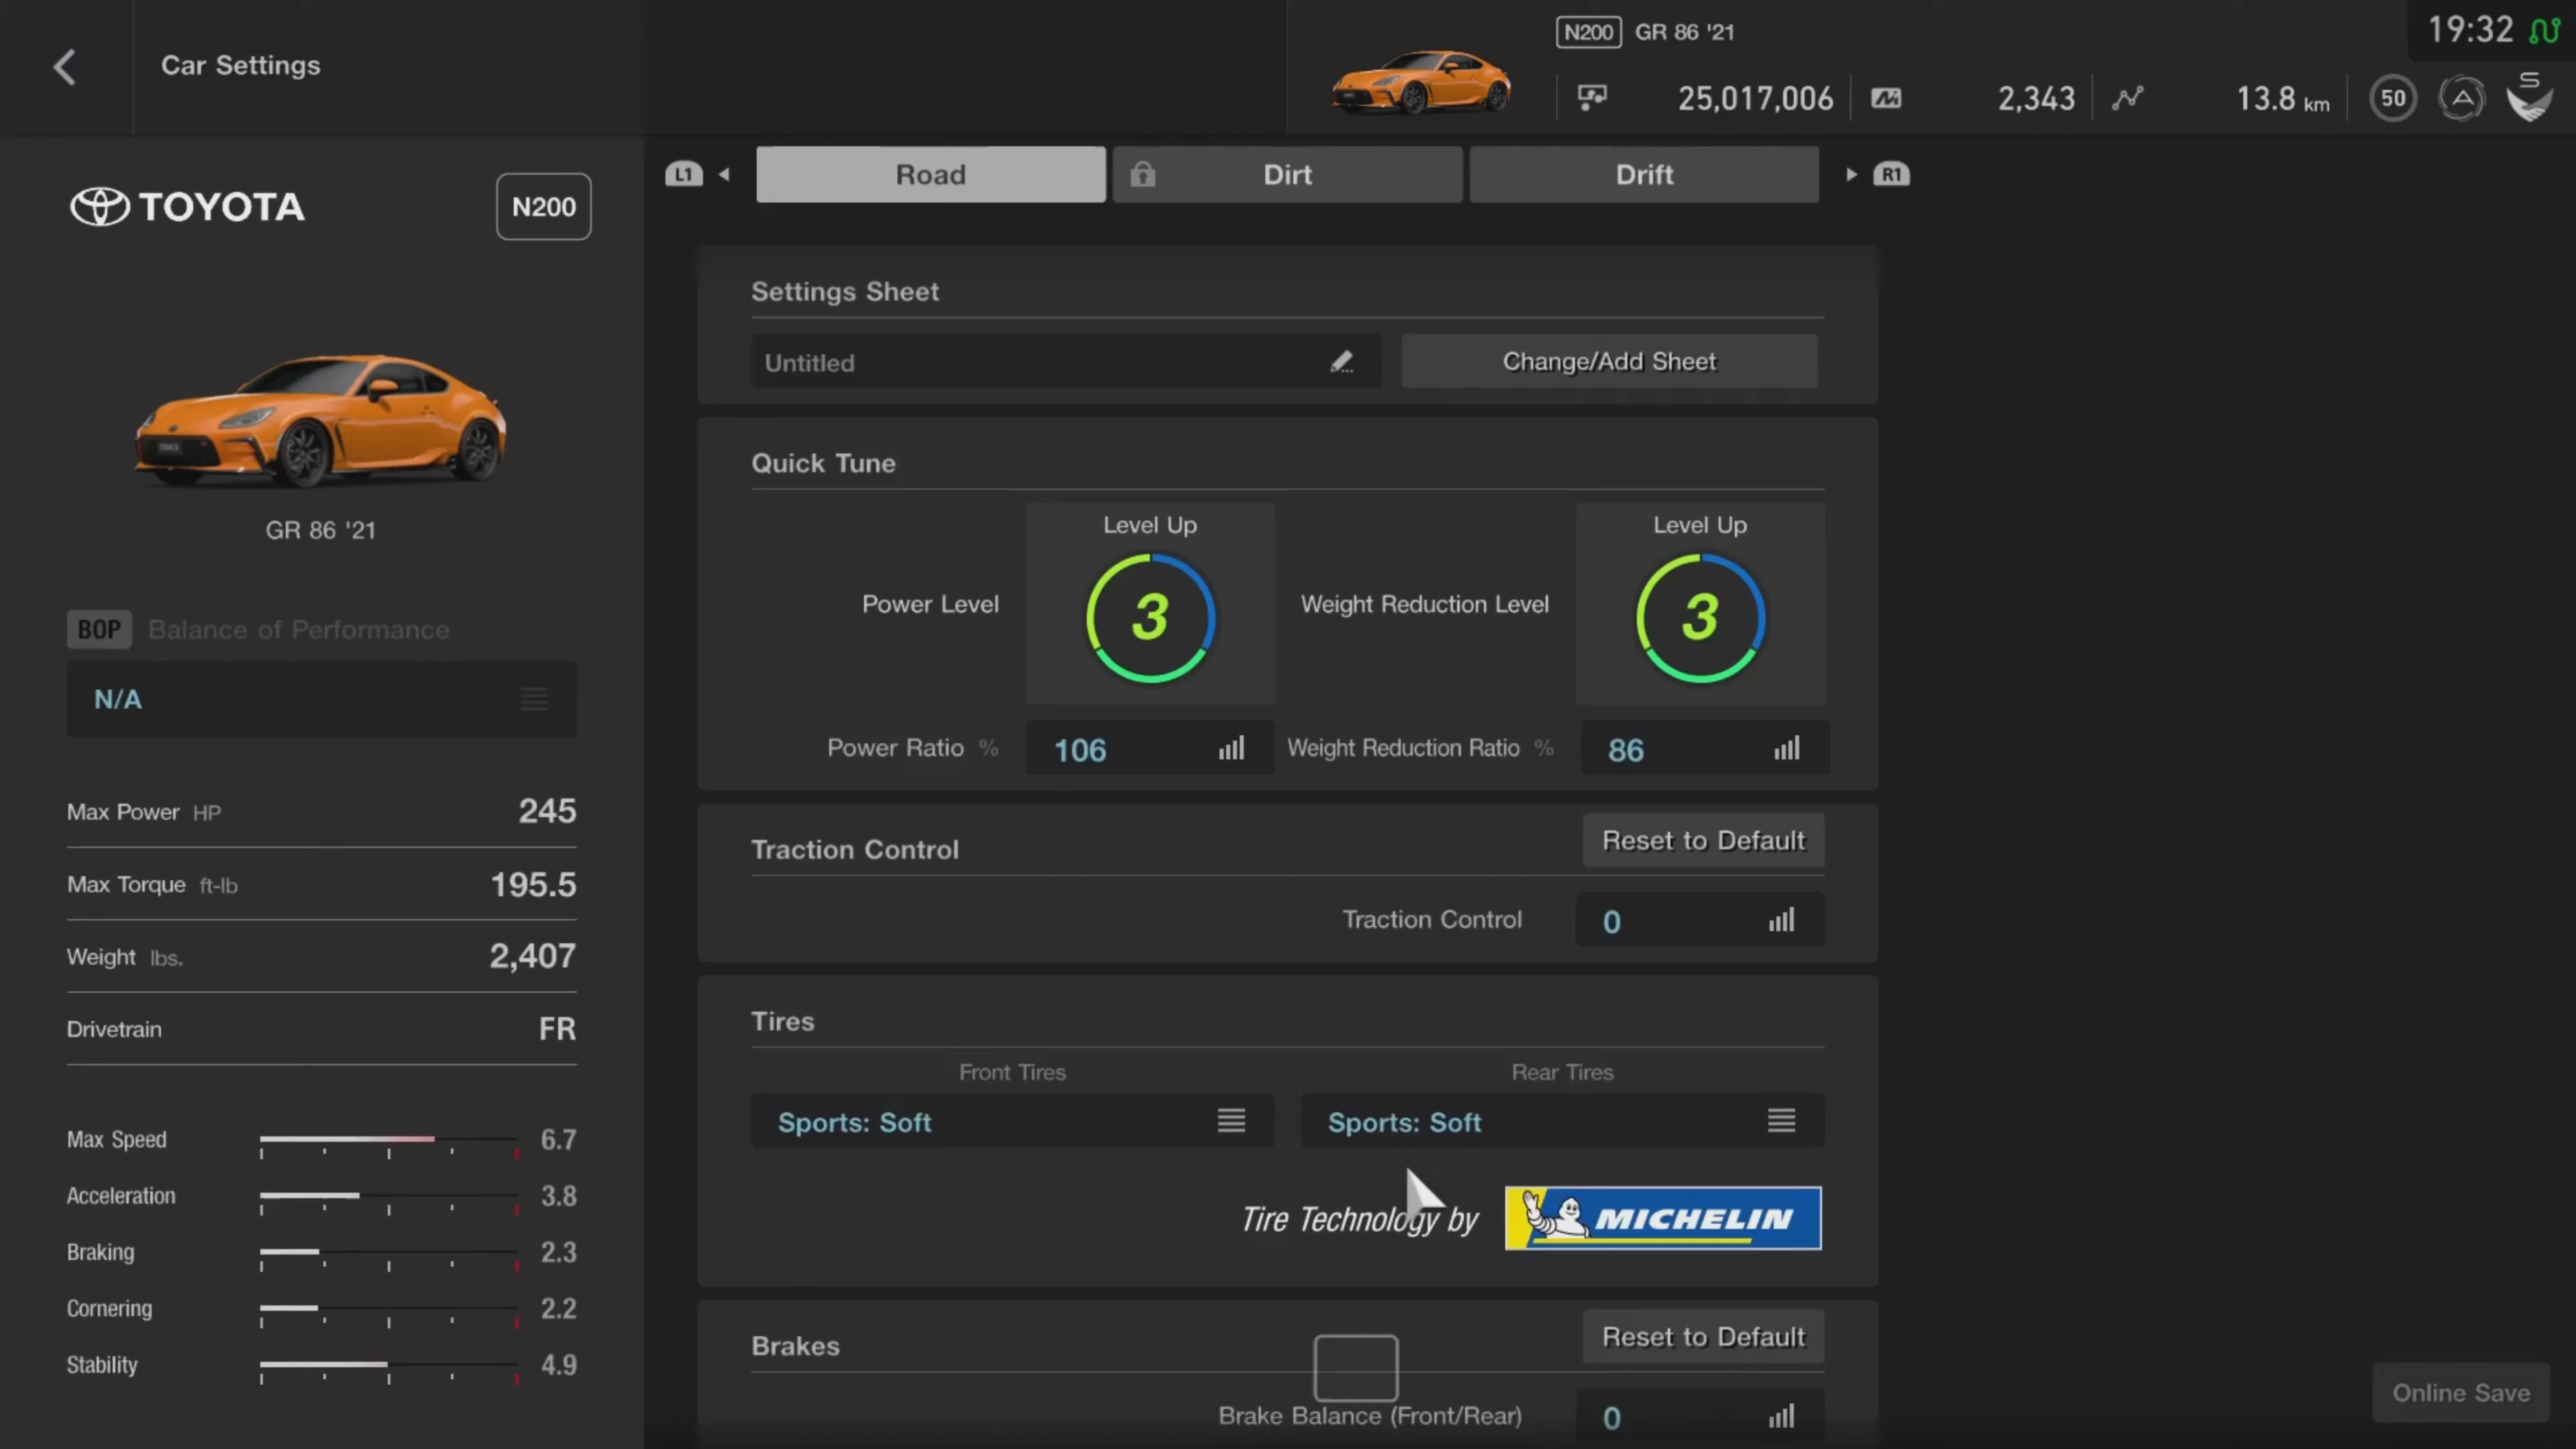 Car Settings
N200 GR 86 '21
19:32
25,017,006
2,343
13.8 km
50
A
S
TOYOTA
N200
GR 86 '21
BOP Balance of Performance
N/A
Max Power HP 245
Max Torque ft-lb 195.5
Weight lbs. 2,407
Drivetrain FR
Max Speed 6.7
Acceleration 3.8
Braking 2.3
Cornering 2.2
Stability 4.9
L1 Road Dirt Drift R1
Settings Sheet
Untitled
Change/Add Sheet
Quick Tune
Power Level
Level Up
3
Weight Reduction Level
Level Up
3
Power Ratio % 106
Weight Reduction Ratio % 86
Traction Control
Reset to Default
Traction Control 0
Tires
Front Tires
Rear Tires
Sports: Soft
Sports: Soft
Tire Technology by MICHELIN
Brakes
Reset to Default
Brake Balance (Front/Rear) 0
Online Save